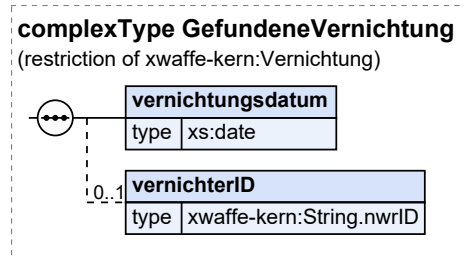 complexType GefundeneVernichtung
(restriction of xwaffe-kern:Vernichtung)
vernichtungsdatum
type xs:date
0..1 vernichterID
type xwaffe-kern:String.nwrID